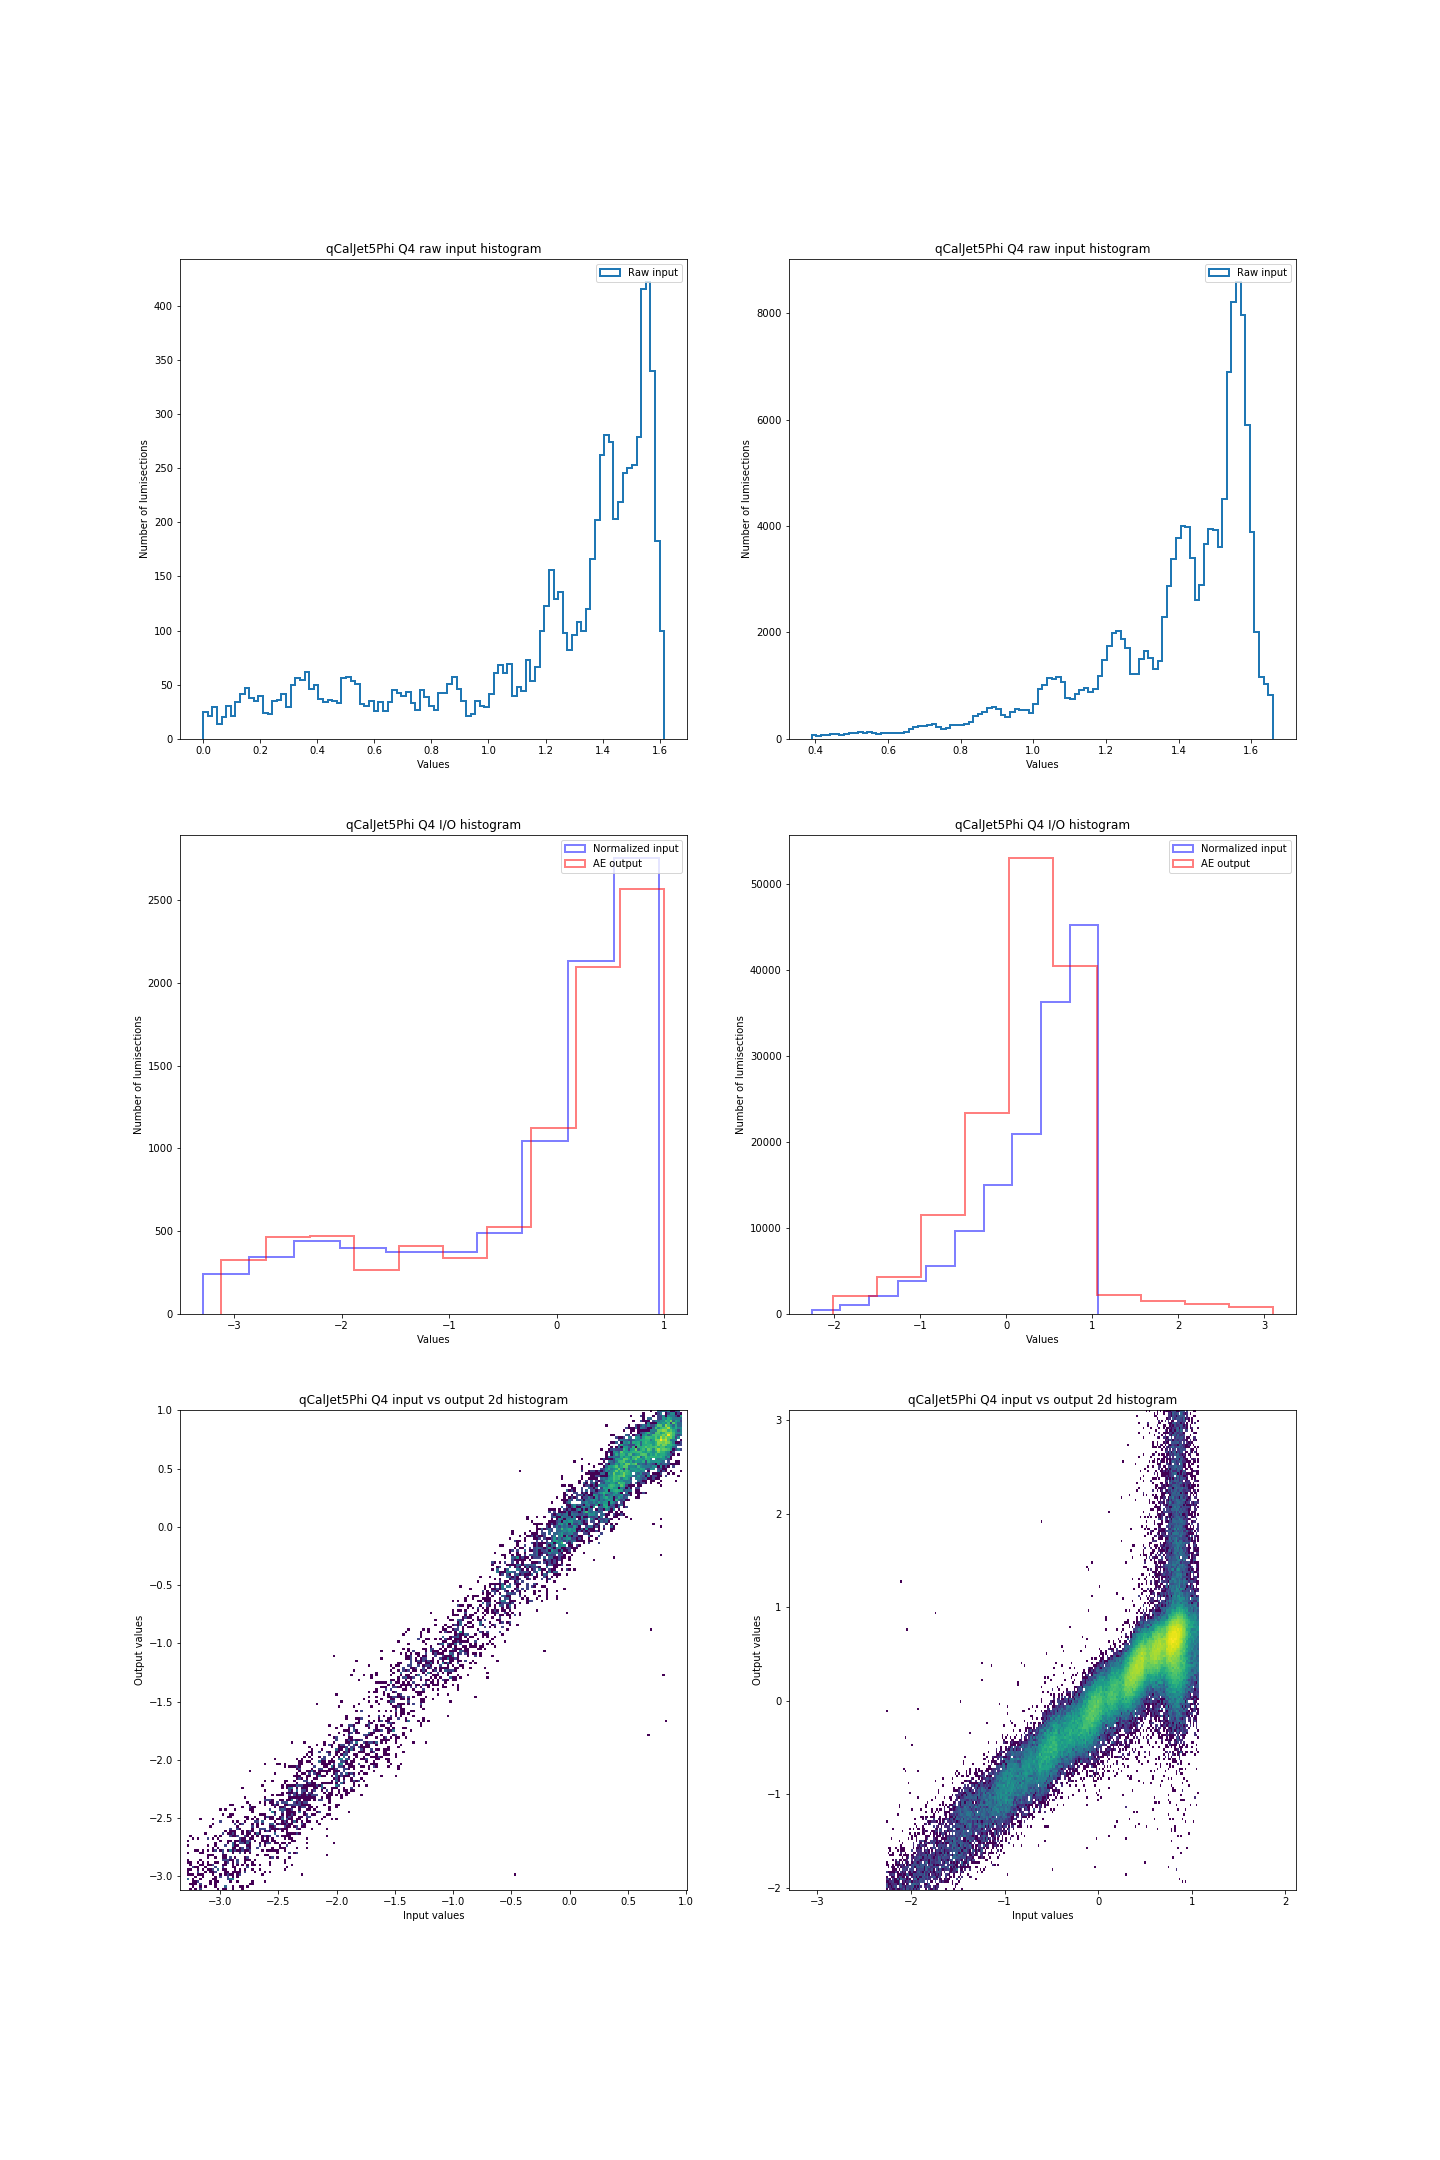 qCalJet5Phi Q4 raw input histogram
Raw input
400
350
300
250
200
150
100
50
0
Number of lumisections
0.0 0.2 0.4 0.6 0.8 1.0 1.2 1.4 1.6
Values
qCalJet5Phi Q4 raw input histogram
Raw input
8000
6000
4000
2000
0
Number of lumisections
0.4 0.6 0.8 1.0 1.2 1.4 1.6
Values
qCalJet5Phi Q4 I/O histogram
Normalized input
AE output
2500
2000
1500
1000
500
0
Number of lumisections
−3 −2 −1 0 1
Values
qCalJet5Phi Q4 I/O histogram
Normalized input
AE output
50000
40000
30000
20000
10000
0
Number of lumisections
−2 −1 0 1 2 3
Values
qCalJet5Phi Q4 input vs output 2d histogram
1.0
0.5
0.0
−0.5
−1.0
−1.5
−2.0
−2.5
−3.0
Output values
−3.0 −2.5 −2.0 −1.5 −1.0 −0.5 0.0 0.5 1.0
Input values
qCalJet5Phi Q4 input vs output 2d histogram
3
2
1
0
−1
−2
Output values
−3 −2 −1 0 1 2
Input values